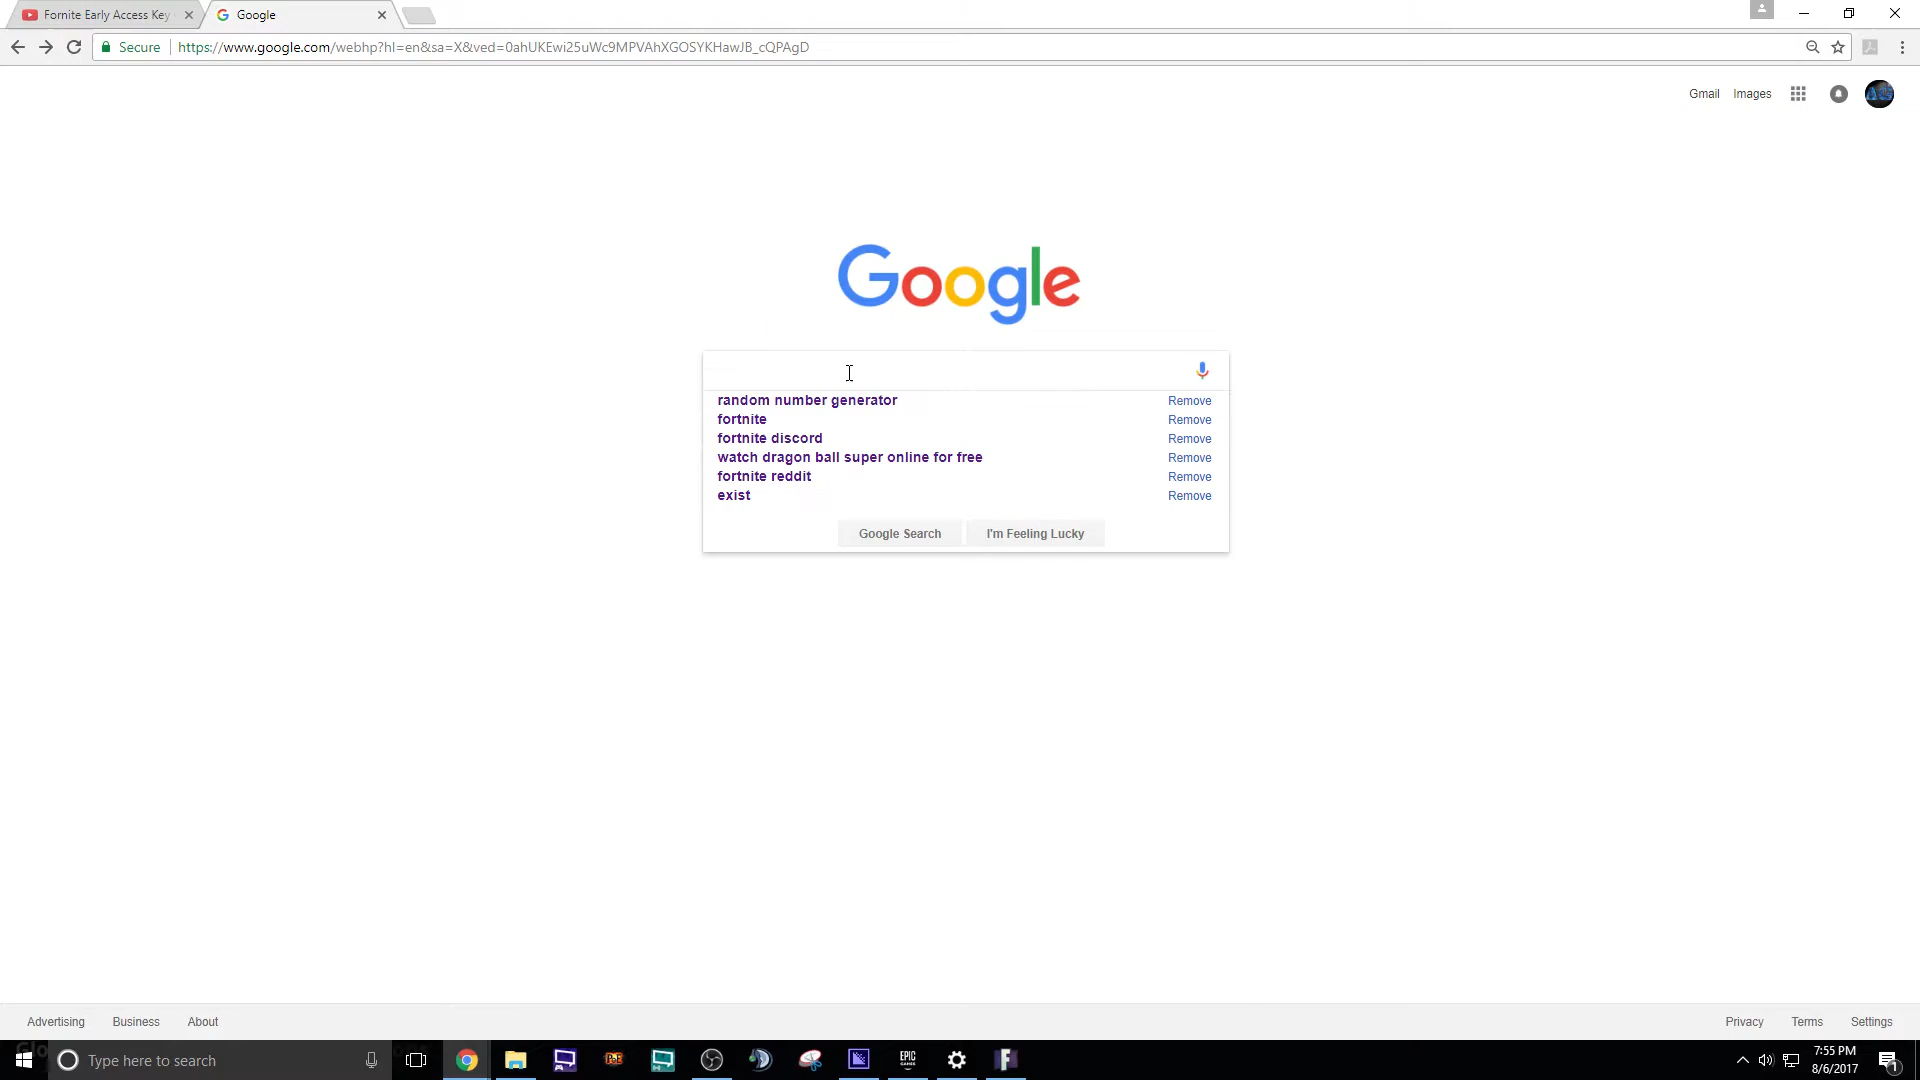 Fornite Early Access Key
Google
Secure
https://www.google.com/webhp?hl=en&sa=X&ved=0ahUKEwi25uWc9MPVAhXGOSYKHawJB_cQPAgD
Gmail
Images
Google
random number generator
Remove
fortnite
Remove
fortnite discord
Remove
watch dragon ball super online for free
Remove
fortnite reddit
Remove
exist
Remove
Google Search
I'm Feeling Lucky
Advertising
Business
About
Privacy
Terms
Settings
Type here to search
EPIC
GAMES
7:55 PM
8/6/2017
1